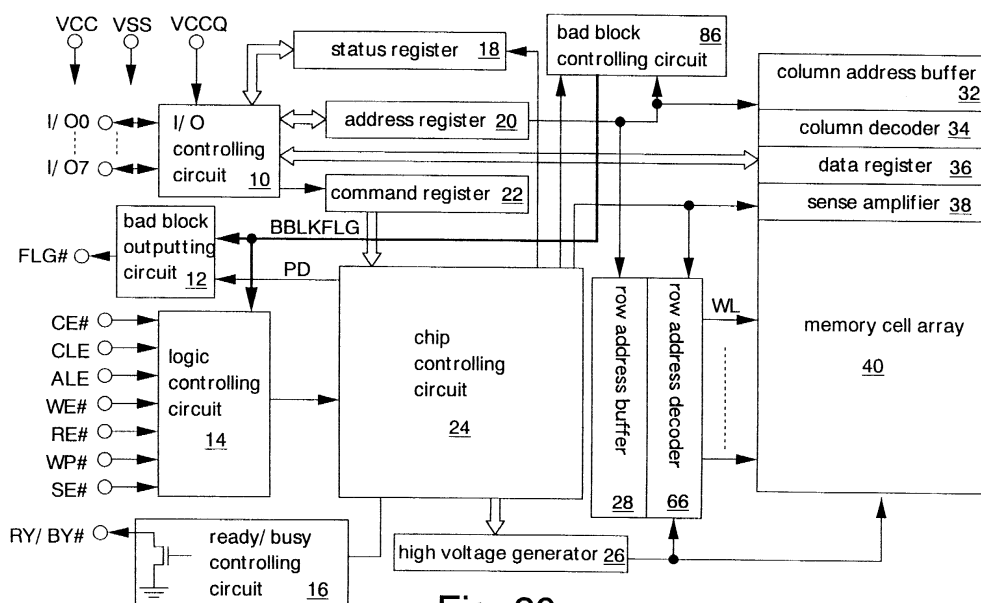 VCC VSS VCCQ
status register 18
bad block 86
controlling circuit
column address buffer
32
I/O0
I/O
controlling
circuit
10
address register 20
column decoder 34
I/O7
data register 36
command register 22
sense amplifier 38
bad block
outputting
circuit 12
BBLKFLG
FLG#
PD
CE#
CLE
ALE
WE#
RE#
WP#
SE#
logic
controlling
circuit
14
chip
controlling
circuit
24
row address buffer
28
row address decoder
66
WL
memory cell array
40
RY/BY#
ready/busy
controlling
circuit 16
high voltage generator 26